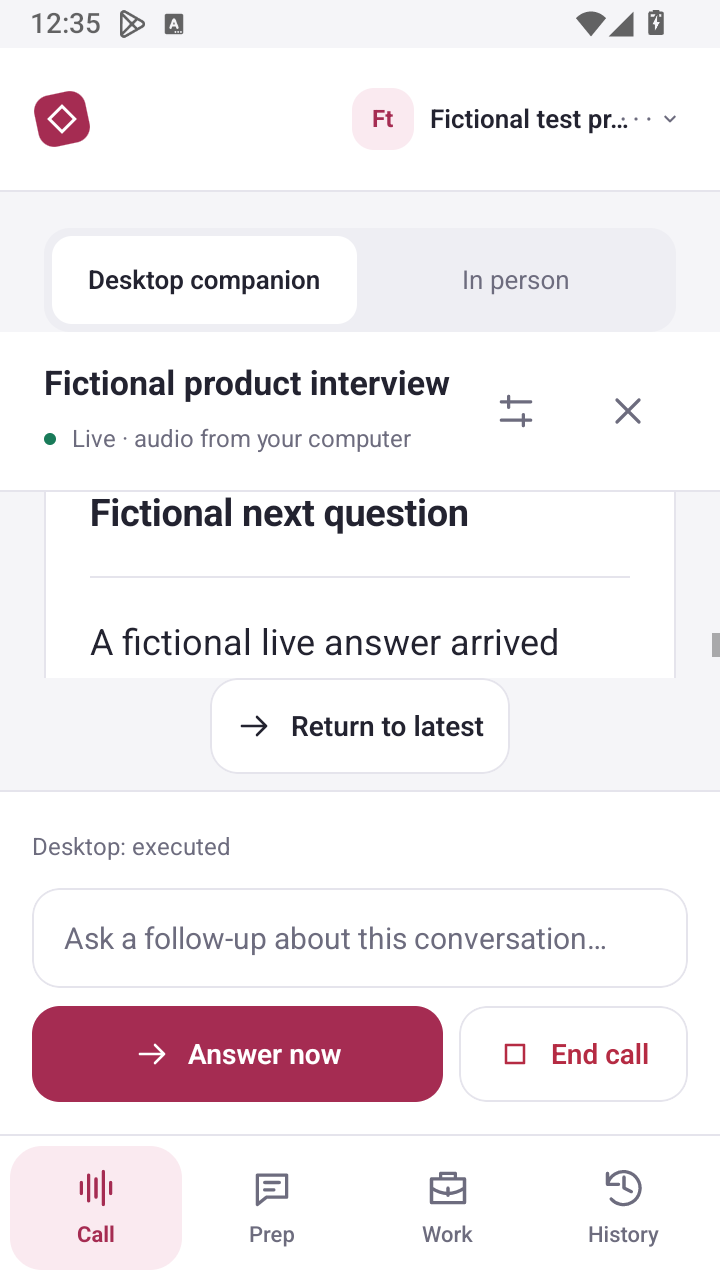 12:35
A
Ft
Fictional test pr...
Desktop companion
In person
Fictional product interview
Live · audio from your computer
Fictional next question
A fictional live answer arrived
Return to latest
Desktop: executed
Ask a follow-up about this conversation…
Answer now
End call
Call
Prep
Work
History